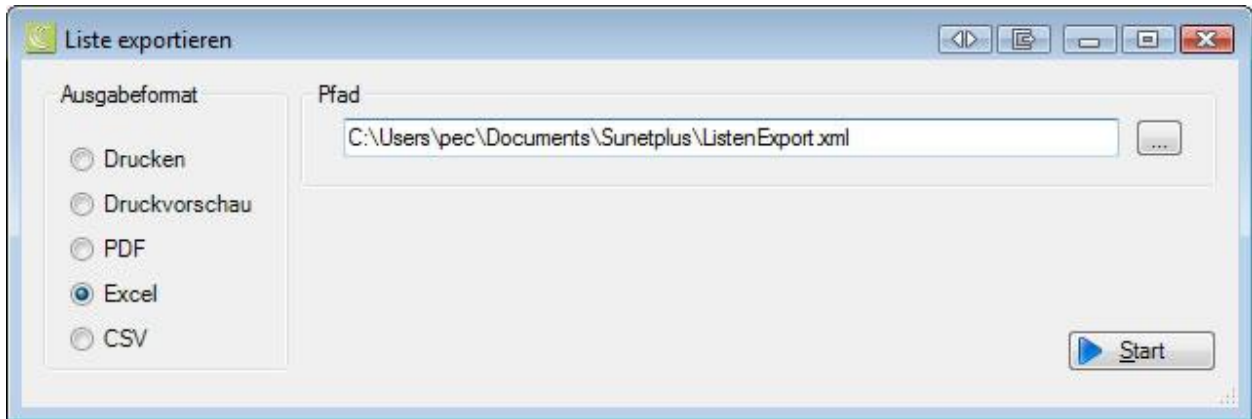 Liste exportieren
Ausgabeformat
Drucken
Druckvorschau
PDF
Excel
CSV
Pfad
C:\Users\pec\Documents\Sunetplus\ListenExport.xml
...
Start